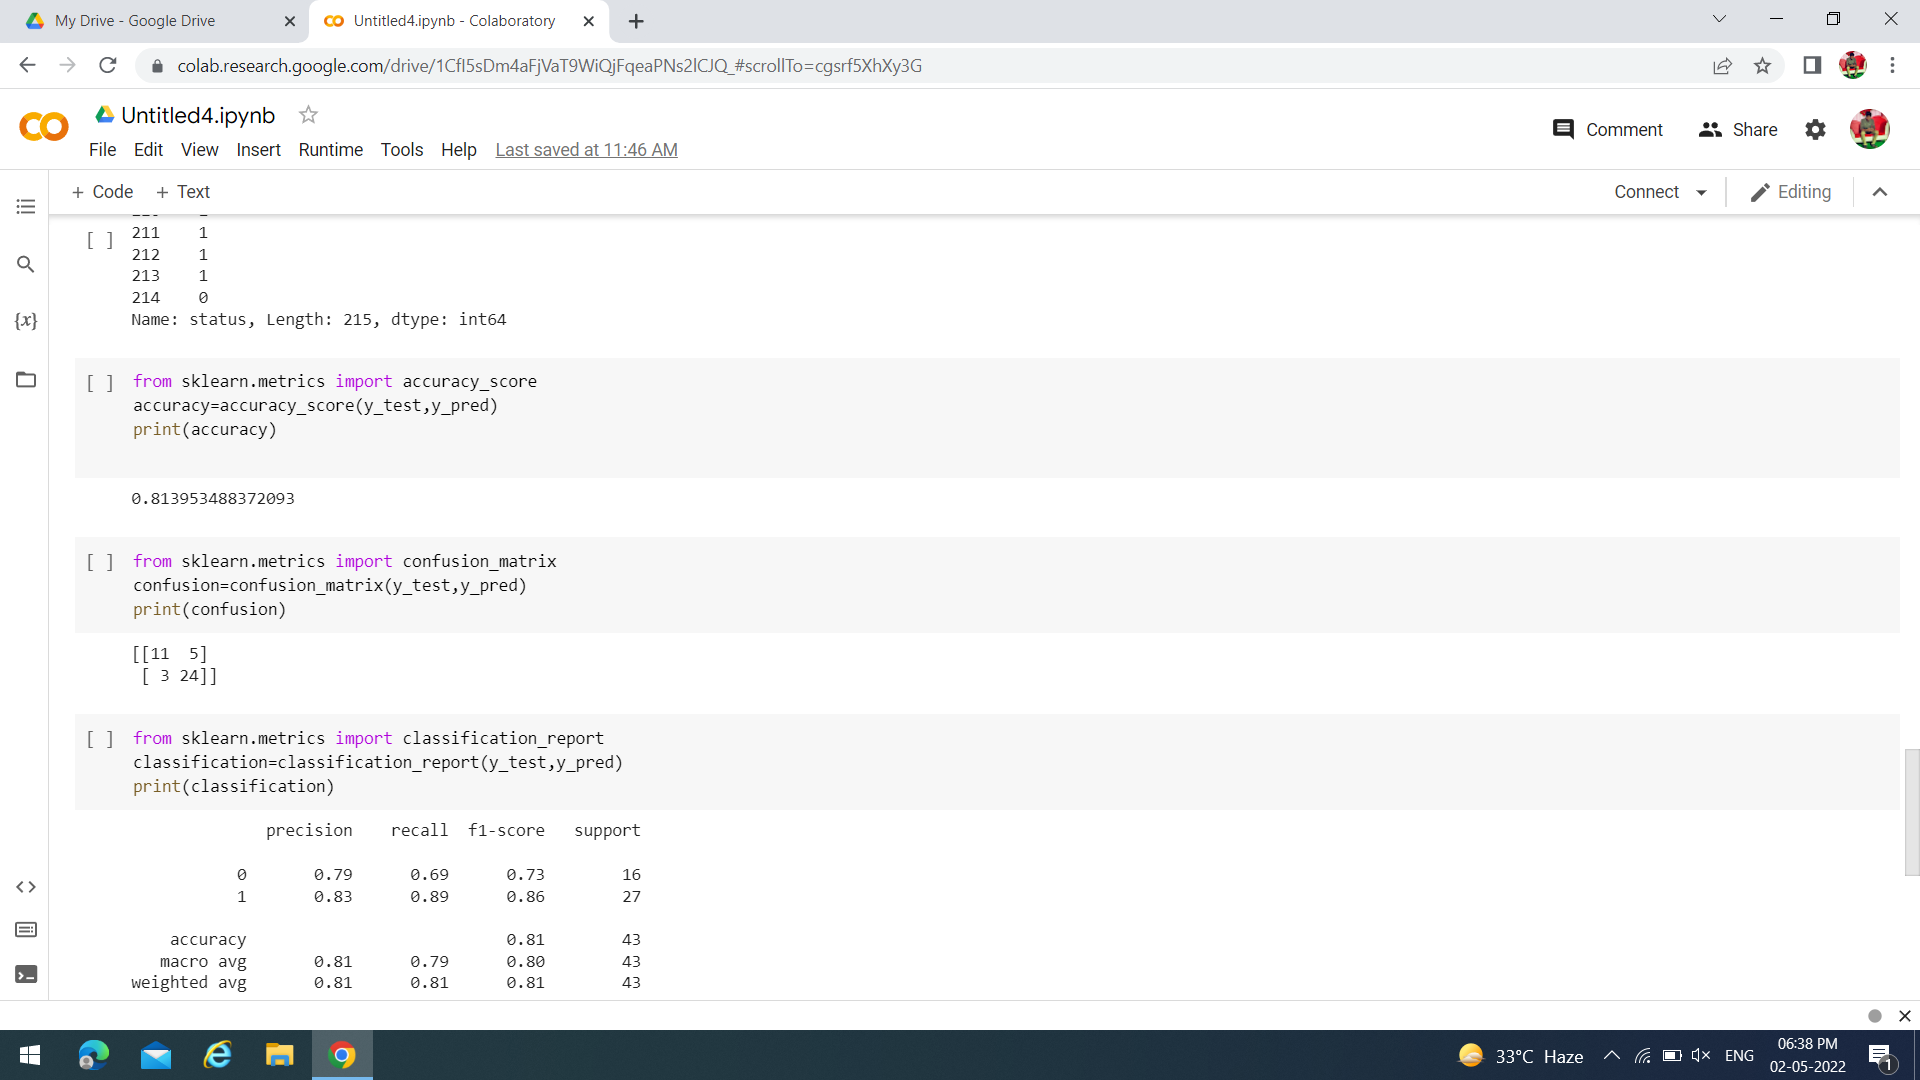 My Drive - Google Drive
Untitled4.ipynb - Colaboratory
colab.research.google.com/drive/1CfI5sDm4aFjVaT9WiQjFqeaPNs2lCJQ_#scrollTo=cgsrf5XhXy3G
Untitled4.ipynb
File Edit View Insert Runtime Tools Help Last saved at 11:46 AM
Comment Share
+ Code + Text
Connect Editing
[ ] 211    1
212    1
213    1
214    0
Name: status, Length: 215, dtype: int64
[ ] from sklearn.metrics import accuracy_score
accuracy=accuracy_score(y_test,y_pred)
print(accuracy)
0.813953488372093
[ ] from sklearn.metrics import confusion_matrix
confusion=confusion_matrix(y_test,y_pred)
print(confusion)
[[11  5]
 [ 3 24]]
[ ] from sklearn.metrics import classification_report
classification=classification_report(y_test,y_pred)
print(classification)
precision    recall  f1-score   support
0       0.79      0.69      0.73        16
1       0.83      0.89      0.86        27
accuracy                           0.81        43
macro avg       0.81      0.79      0.80        43
weighted avg       0.81      0.81      0.81        43
{x}
33°C Haze
ENG
06:38 PM
02-05-2022
1